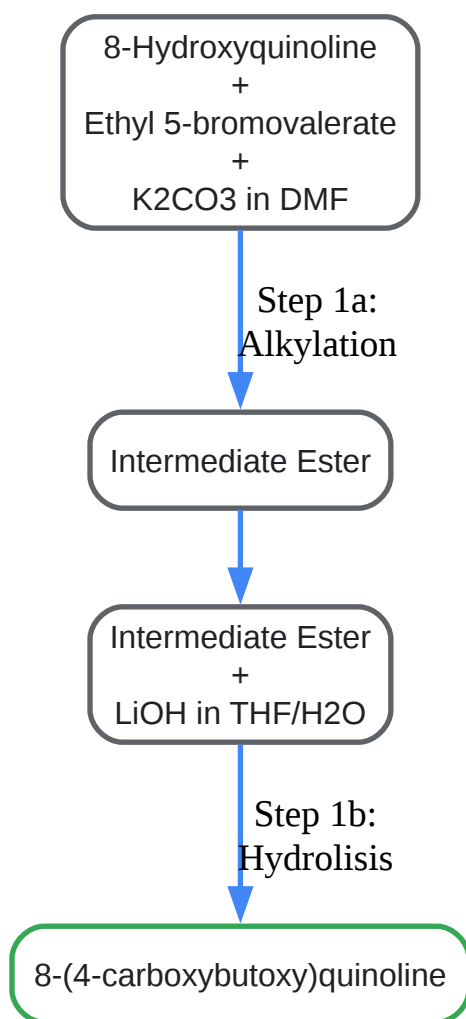 8-Hydroxyquinoline
+
Ethyl 5-bromovalerate
+
K2CO3 in DMF
Step 1a:
Alkylation
Intermediate Ester
Intermediate Ester
+
LiOH in THF/H2O
Step 1b:
Hydrolisis
8-(4-carboxybutoxy)quinoline